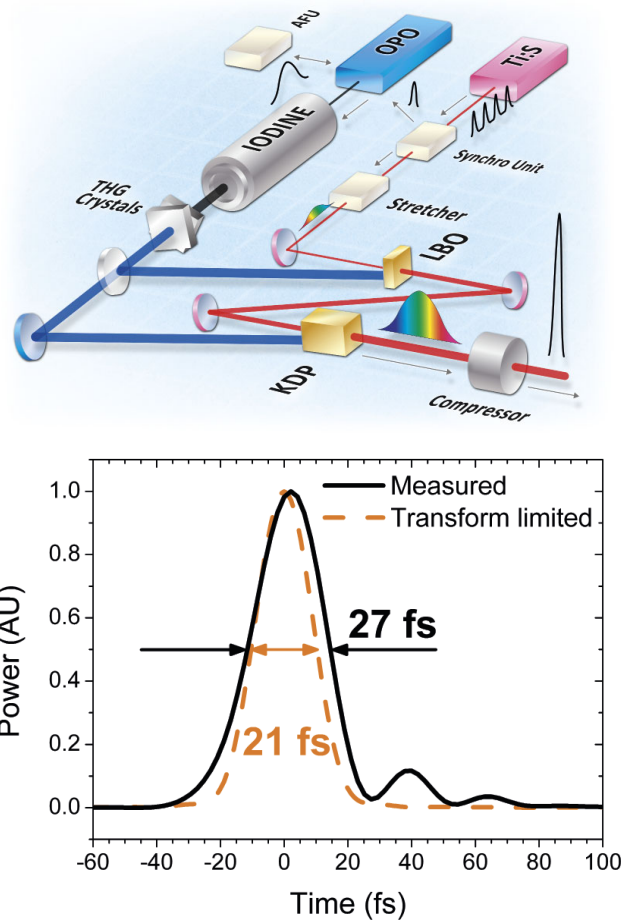 AFU
OPO
Ti:S
IODINE
Synchro Unit
THG
Crystals
Stretcher
LBO
KDP
Compressor
Measured
Transform limited
27 fs
21 fs
Power (AU)
1.0
0.8
0.6
0.4
0.2
0.0
-60 -40 -20 0 20 40 60 80 100
Time (fs)